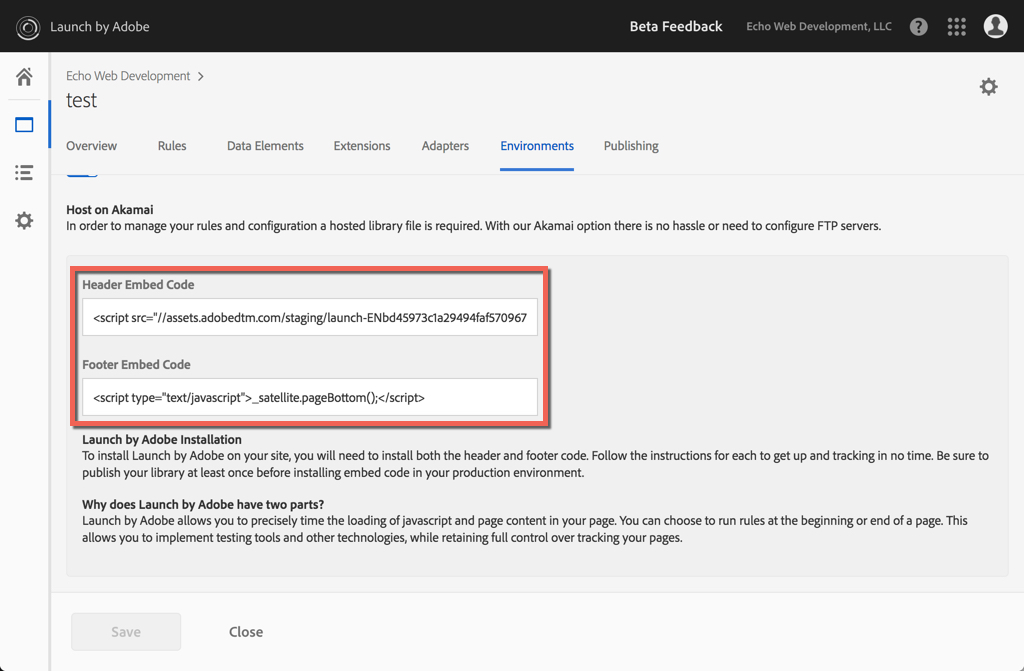 Launch by Adobe
Beta Feedback
Echo Web Development, LLC
?
Echo Web Development >
test
Overview Rules Data Elements Extensions Adapters Environments Publishing
Host on Akamai
In order to manage your rules and configuration a hosted library file is required. With our Akamai option there is no hassle or need to configure FTP servers.
Header Embed Code
<script src="//assets.adobedtm.com/staging/launch-ENbd45973c1a29494faf570967
Footer Embed Code
<script type="text/javascript">_satellite.pageBottom();</script>
Launch by Adobe Installation
To install Launch by Adobe on your site, you will need to install both the header and footer code. Follow the instructions for each to get up and tracking in no time. Be sure to
publish your library at least once before installing embed code in your production environment.
Why does Launch by Adobe have two parts?
Launch by Adobe allows you to precisely time the loading of javascript and page content in your page. You can choose to run rules at the beginning or end of a page. This
allows you to implement testing tools and other technologies, while retaining full control over tracking your pages.
Save Close